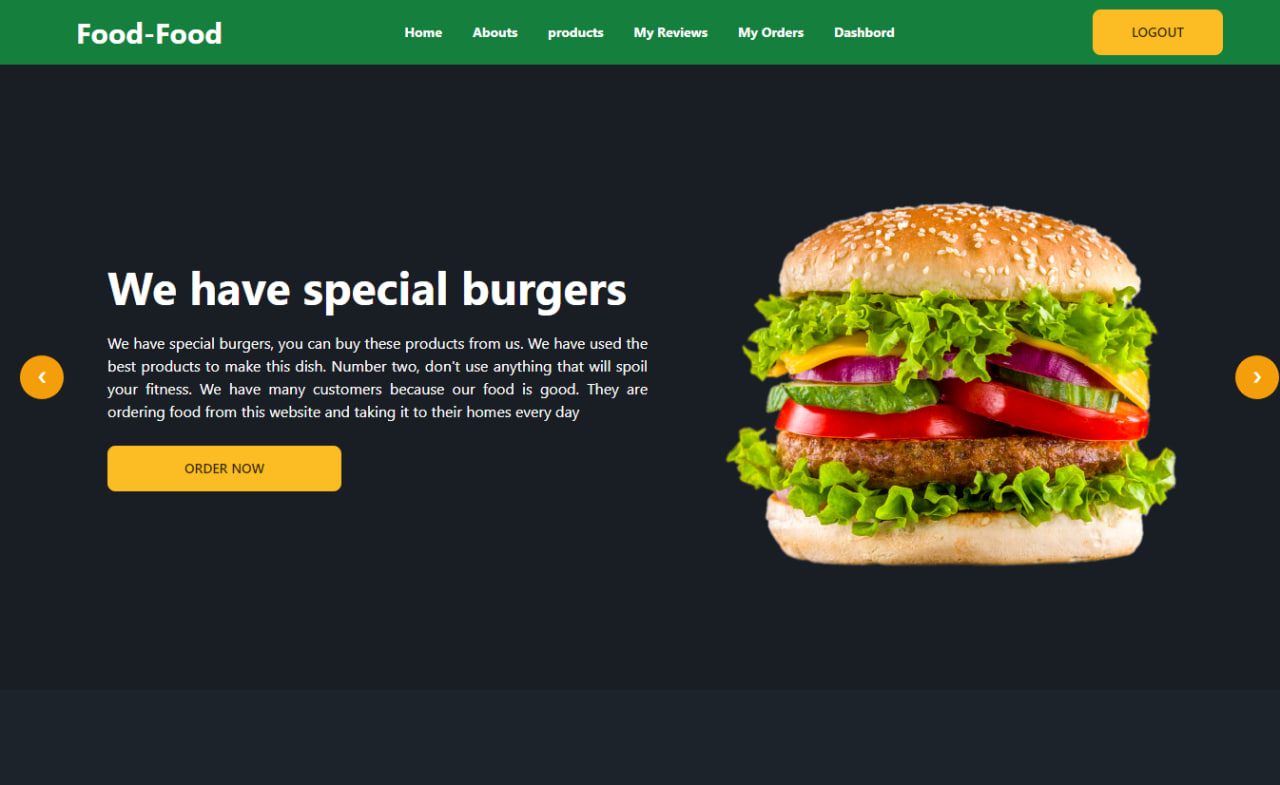 Food-Food
Home Abouts products My Reviews My Orders Dashbord
LOGOUT
We have special burgers
We have special burgers, you can buy these products from us. We have used the
best products to make this dish. Number two, don't use anything that will spoil
your fitness. We have many customers because our food is good. They are
ordering food from this website and taking it to their homes every day
ORDER NOW